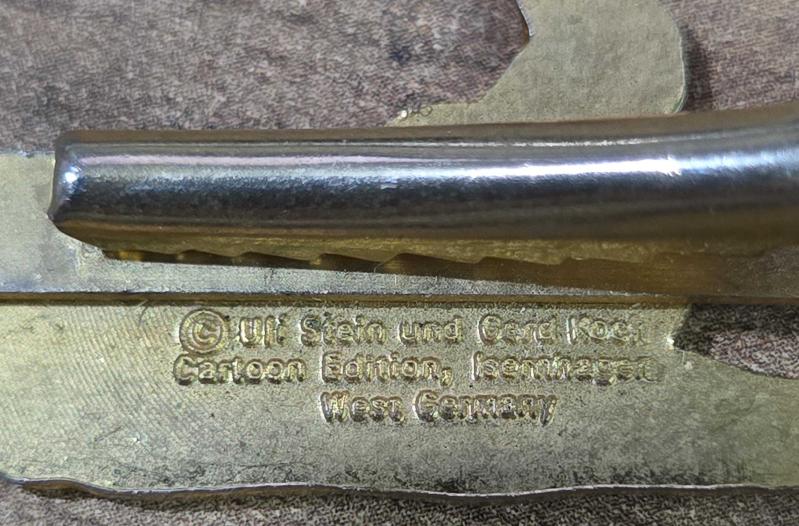 © Uli Stein und Gerd Koch
Cartoon Edition, Isernhagen
West Germany